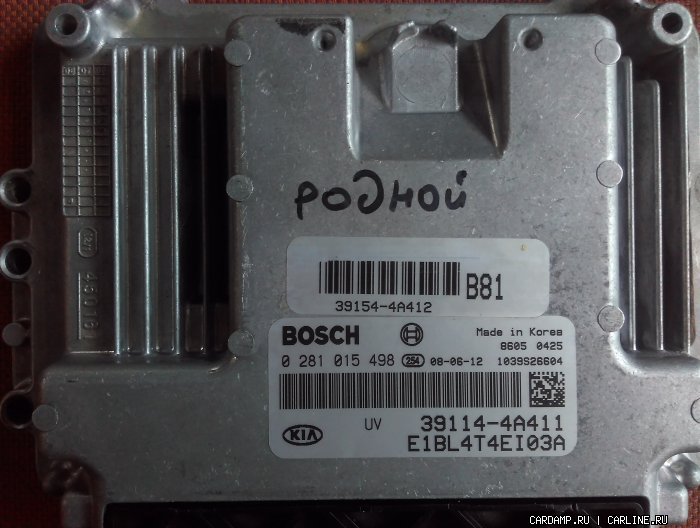 родной
39154-4A412
B81
BOSCH
Made in Korea
8605 0425
0 281 015 498 254 08-06-12 1039S26604
KIA
UV
39114-4A411
E1BL4T4EI03A
CARDAMP.RU | CARLINE.RU